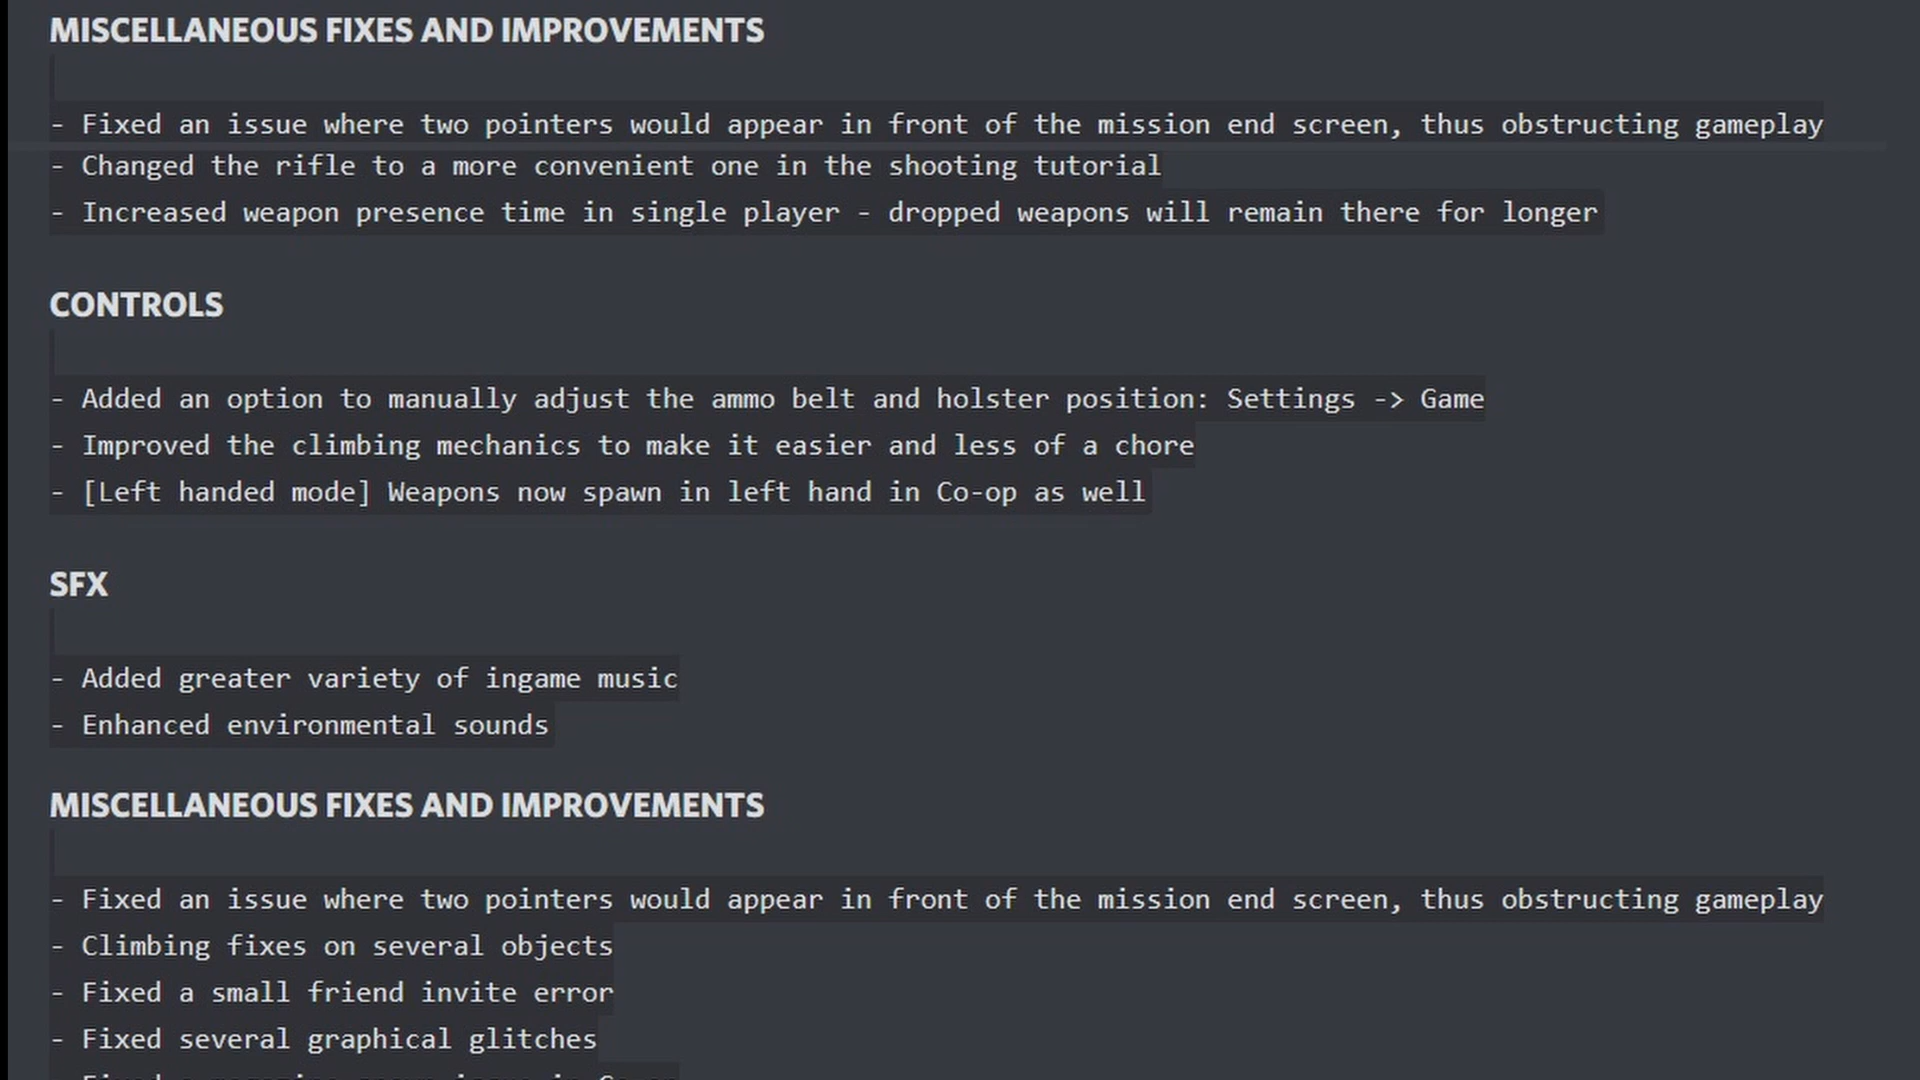 MISCELLANEOUS FIXES AND IMPROVEMENTS
- Fixed an issue where two pointers would appear in front of the mission end screen, thus obstructing gameplay
- Changed the rifle to a more convenient one in the shooting tutorial
- Increased weapon presence time in single player - dropped weapons will remain there for longer
CONTROLS
- Added an option to manually adjust the ammo belt and holster position: Settings -> Game
- Improved the climbing mechanics to make it easier and less of a chore
- [Left handed mode] Weapons now spawn in left hand in Co-op as well
SFX
- Added greater variety of ingame music
- Enhanced environmental sounds
MISCELLANEOUS FIXES AND IMPROVEMENTS
- Fixed an issue where two pointers would appear in front of the mission end screen, thus obstructing gameplay
- Climbing fixes on several objects
- Fixed a small friend invite error
- Fixed several graphical glitches